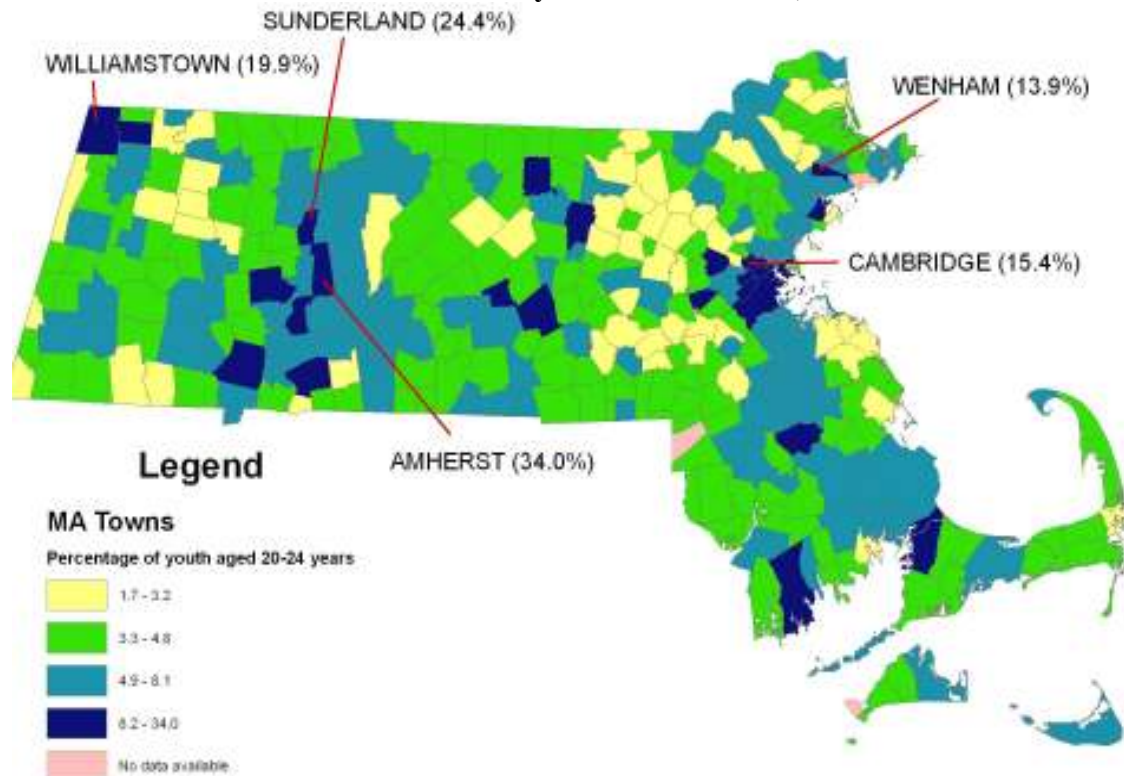 SUNDERLAND (24.4%)
WILLIAMSTOWN (19.9%)
WENHAM (13.9%)
CAMBRIDGE (15.4%)
AMHERST (34.0%)
Legend
MA Towns
Percentage of youth aged 20-24 years
1.7 - 3.2
3.3 - 4.8
4.9 - 8.1
8.2 - 34.0
No data available